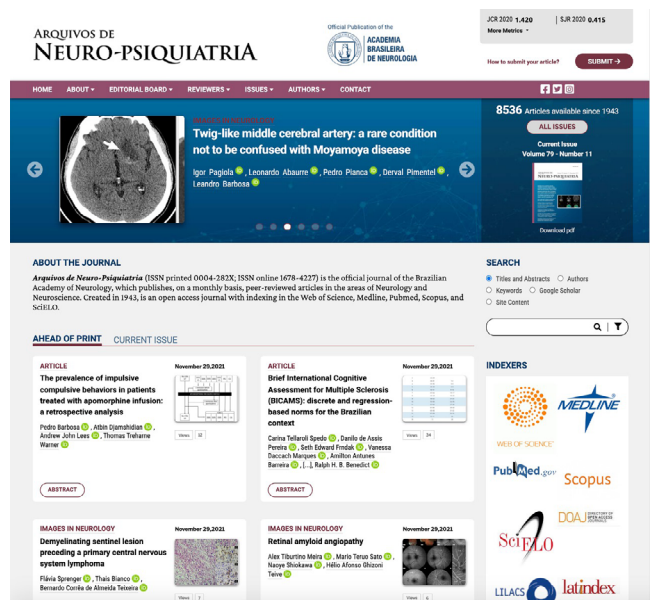 ARQUIVOS DE
NEURO-PSIQUIATRIA
Official Publication of the
ACADEMIA
BRASILEIRA
DE NEUROLOGIA
JCR 2020 1.420 | SJR 2020 0.415
More Metrics
How to submit your article?
SUBMIT →
HOME ABOUT EDITORIAL BOARD REVIEWERS ISSUES AUTHORS CONTACT
IMAGES IN NEUROLOGY
Twig-like middle cerebral artery: a rare condition
not to be confused with Moyamoya disease
Igor Pagiola, Leonardo Abaurre, Pedro Pianca, Derval Pimentel,
Leandro Barbosa
8536 Articles available since 1943
ALL ISSUES
Current Issue
Volume 79 - Number 11
Download pdf
ABOUT THE JOURNAL
Arquivos de Neuro-Psiquiatria (ISSN printed 0004-282X; ISSN online 1678-4227) is the official journal of the Brazilian
Academy of Neurology, which publishes, on a monthly basis, peer-reviewed articles in the areas of Neurology and
Neuroscience. Created in 1943, is an open access journal with indexing in the Web of Science, Medline, Pubmed, Scopus, and
SciELO.
SEARCH
Titles and Abstracts Authors
Keywords Google Scholar
Site Content
AHEAD OF PRINT CURRENT ISSUE
ARTICLE November 29,2021
The prevalence of impulsive
compulsive behaviors in patients
treated with apomorphine infusion:
a retrospective analysis
Pedro Barbosa, Atbin Djamshidian,
Andrew John Lees, Thomas Treharne
Warner
Views 32
ABSTRACT
ARTICLE November 29,2021
Brief International Cognitive
Assessment for Multiple Sclerosis
(BICAMS): discrete and regression-
based norms for the Brazilian
context
Carina Tellaroli Spedo, Danilo de Assis
Pereira, Seth Edward Frndak, Vanessa
Daccach Marques, Amilton Antunes
Barreira, [...], Ralph H. B. Benedict
Views 24
ABSTRACT
INDEXERS
WEB OF SCIENCE
MEDLINE
PubMed.gov
Scopus
SciELO
DOAJ DIRECTORY OF
OPEN ACCESS
JOURNALS
LILACS
latindex
IMAGES IN NEUROLOGY November 29,2021
Demyelinating sentinel lesion
preceding a primary central nervous
system lymphoma
Flávia Sprenger, Thaís Bianco,
Bernardo Corrêa de Almeida Teixeira
Views 7
IMAGES IN NEUROLOGY November 29,2021
Retinal amyloid angiopathy
Alex Tiburtino Meira, Mario Teruo Sato,
Naoye Shiokawa, Hélio Afonso Ghizoni
Teive
Views 6